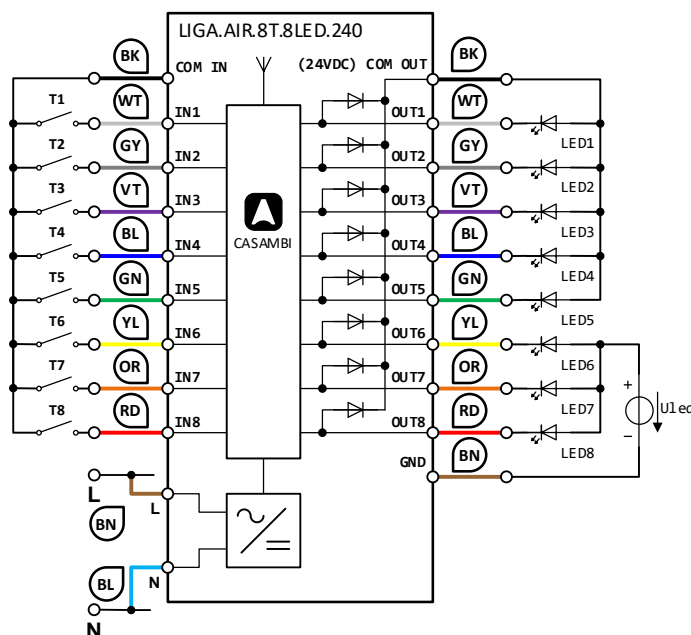 LIGA.AIR.8T.8LED.240
BK
COM IN
(24VDC) COM OUT
BK
T1
WT
IN1
OUT1
WT
LED1
T2
GY
IN2
OUT2
GY
LED2
T3
VT
IN3
OUT3
VT
LED3
T4
BL
IN4
CASAMBI
OUT4
BL
LED4
T5
GN
IN5
OUT5
GN
LED5
T6
YL
IN6
OUT6
YL
LED6
T7
OR
IN7
OUT7
OR
LED7
+
Uled
-
T8
RD
IN8
OUT8
RD
LED8
GND
BN
L
BN
L
BL
N
N